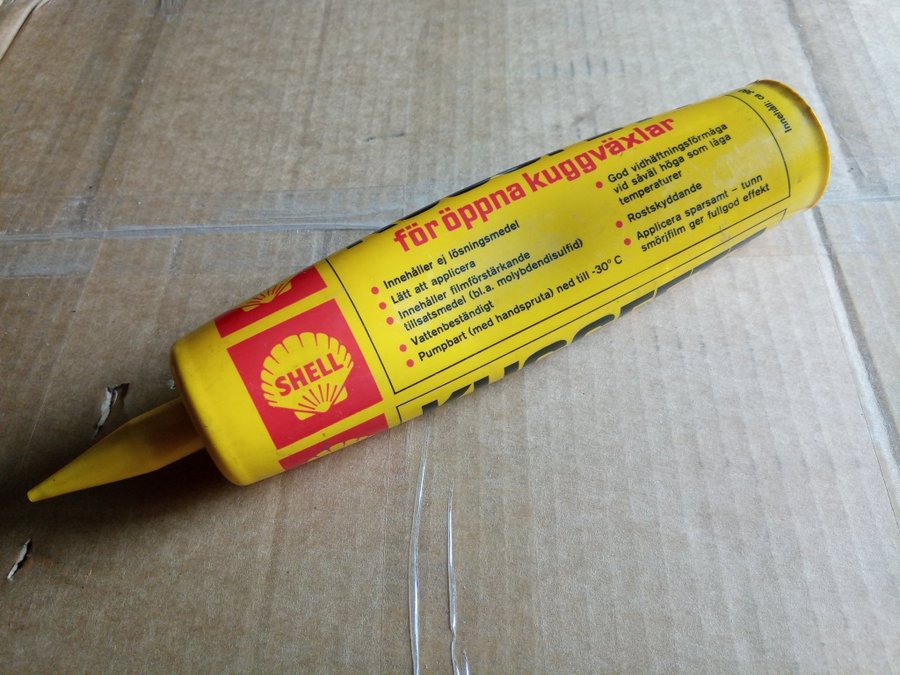 SHELL
för öppna kuggväxlar
• Innehåller ej lösningsmedel
• Lätt att applicera
• Innehåller filmförstärkande
• tillsatsmedel (bl.a. molybdendisulfid)
• Vattenbeständigt
• Pumpbart (med handspruta) ned till -30° C
• God vidhäftningsförmåga
vid såväl höga som låga
temperaturer
• Rostskyddande
• Applicera sparsamt – tunn
smörjfilm ger fullgod effekt
Innehåll: ca